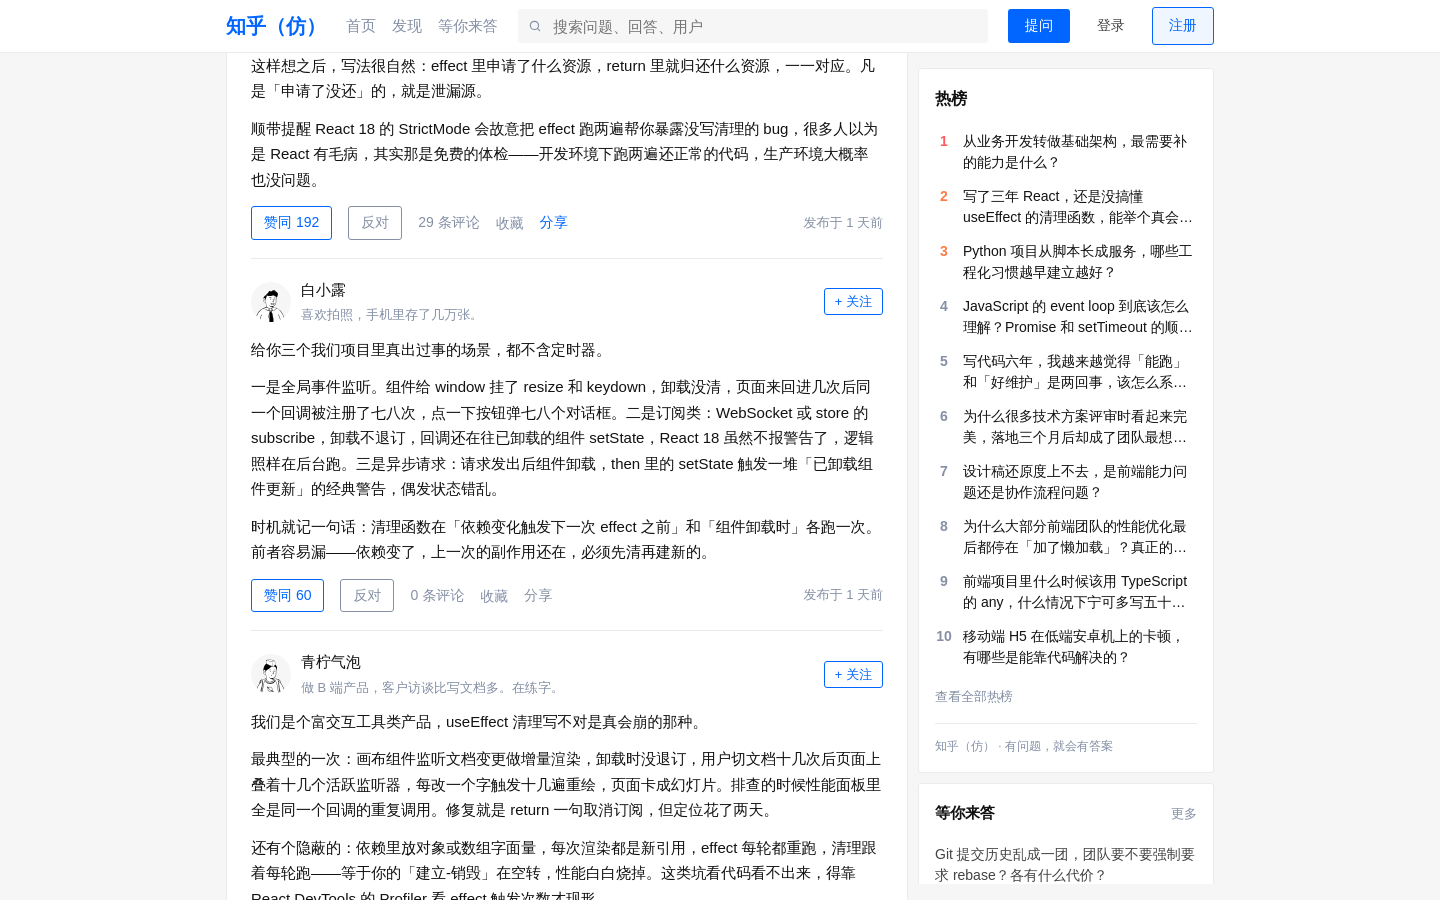 知乎（仿） 首页 发现 等你来答 搜索问题、回答、用户 提问 登录 注册
这样想之后，写法很自然：effect 里申请了什么资源，return 里就归还什么资源，一一对应。凡
是「申请了没还」的，就是泄漏源。
顺带提醒 React 18 的 StrictMode 会故意把 effect 跑两遍帮你暴露没写清理的 bug，很多人以为
是 React 有毛病，其实那是免费的体检——开发环境下跑两遍还正常的代码，生产环境大概率
也没问题。
赞同 192 反对 29 条评论 收藏 分享 发布于 1 天前
白小露
喜欢拍照，手机里存了几万张。
+ 关注
给你三个我们项目里真出过事的场景，都不含定时器。
一是全局事件监听。组件给 window 挂了 resize 和 keydown，卸载没清，页面来回进几次后同
一个回调被注册了七八次，点一下按钮弹七八个对话框。二是订阅类：WebSocket 或 store 的
subscribe，卸载不退订，回调还在往已卸载的组件 setState，React 18 虽然不报警告了，逻辑
照样在后台跑。三是异步请求：请求发出后组件卸载，then 里的 setState 触发一堆「已卸载组
件更新」的经典警告，偶发状态错乱。
时机就记一句话：清理函数在「依赖变化触发下一次 effect 之前」和「组件卸载时」各跑一次。
前者容易漏——依赖变了，上一次的副作用还在，必须先清再建新的。
赞同 60 反对 0 条评论 收藏 分享 发布于 1 天前
青柠气泡
做 B 端产品，客户访谈比写文档多。在练字。
+ 关注
我们是个富交互工具类产品，useEffect 清理写不对是真会崩的那种。
最典型的一次：画布组件监听文档变更做增量渲染，卸载时没退订，用户切文档十几次后页面上
叠着十几个活跃监听器，每改一个字触发十几遍重绘，页面卡成幻灯片。排查的时候性能面板里
全是同一个回调的重复调用。修复就是 return 一句取消订阅，但定位花了两天。
还有个隐蔽的：依赖里放对象或数组字面量，每次渲染都是新引用，effect 每轮都重跑，清理跟
着每轮跑——等于你的「建立-销毁」在空转，性能白白烧掉。这类坑看代码看不出来，得靠
React DevTools 的 Profiler 看 effect 触发次数才现形。
热榜
1 从业务开发转做基础架构，最需要补
的能力是什么？
2 写了三年 React，还是没搞懂
useEffect 的清理函数，能举个真会…
3 Python 项目从脚本长成服务，哪些工
程化习惯越早建立越好？
4 JavaScript 的 event loop 到底该怎么
理解？Promise 和 setTimeout 的顺…
5 写代码六年，我越来越觉得「能跑」
和「好维护」是两回事，该怎么系…
6 为什么很多技术方案评审时看起来完
美，落地三个月后却成了团队最想…
7 设计稿还原度上不去，是前端能力问
题还是协作流程问题？
8 为什么大部分前端团队的性能优化最
后都停在「加了懒加载」？真正的…
9 前端项目里什么时候该用 TypeScript
的 any，什么情况下宁可多写五十…
10 移动端 H5 在低端安卓机上的卡顿，
有哪些是能靠代码解决的？
查看全部热榜
知乎（仿） · 有问题，就会有答案
等你来答 更多
Git 提交历史乱成一团，团队要不要强制要
求 rebase？各有什么代价？